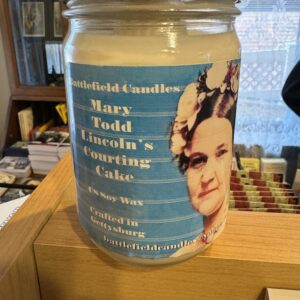 Battlefield Candles
Mary
Todd
Lincoln's
Courting
Cake
US Soy Wax
Crafted in
Gettysburg
battlefieldcandles